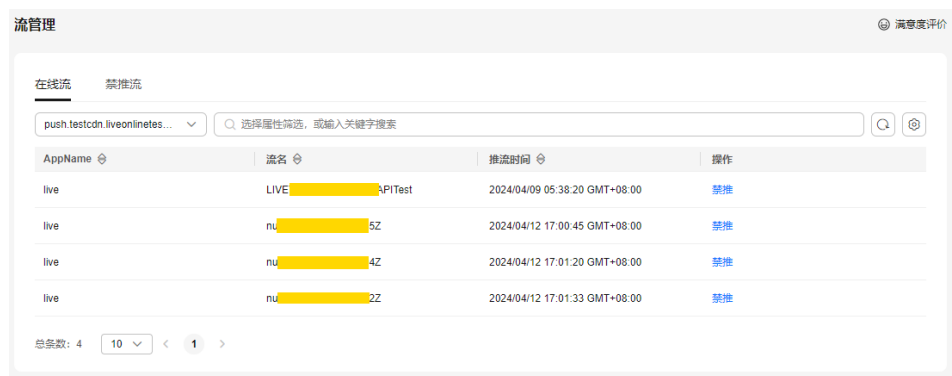 流管理 满意度评价
在线流 禁推流
push.testcdn.liveonlinetes... 选择属性筛选，或输入关键字搜索
AppName 流名 推流时间 操作
live LIVE APITest 2024/04/09 05:38:20 GMT+08:00 禁推
live nu 5Z 2024/04/12 17:00:45 GMT+08:00 禁推
live nu 4Z 2024/04/12 17:01:20 GMT+08:00 禁推
live nu 2Z 2024/04/12 17:01:33 GMT+08:00 禁推
总条数：4 10 < 1 >